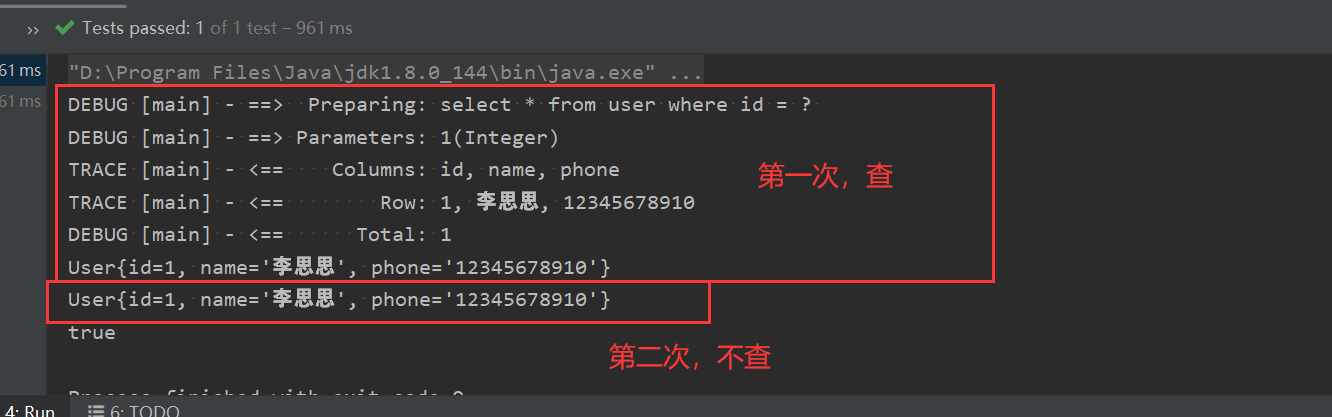 >> Tests passed: 1 of 1 test – 961 ms
61 ms "D:\Program Files\Java\jdk1.8.0_144\bin\java.exe" ...
61 ms DEBUG [main] - ==>  Preparing: select * from user where id = ?
DEBUG [main] - ==> Parameters: 1(Integer)
TRACE [main] - <==    Columns: id, name, phone
第一次，查
TRACE [main] - <==        Row: 1, 李思思, 12345678910
DEBUG [main] - <==      Total: 1
User{id=1, name='李思思', phone='12345678910'}
User{id=1, name='李思思', phone='12345678910'}
true
第二次，不查
Process finished with exit code 0
4: Run 6: TODO